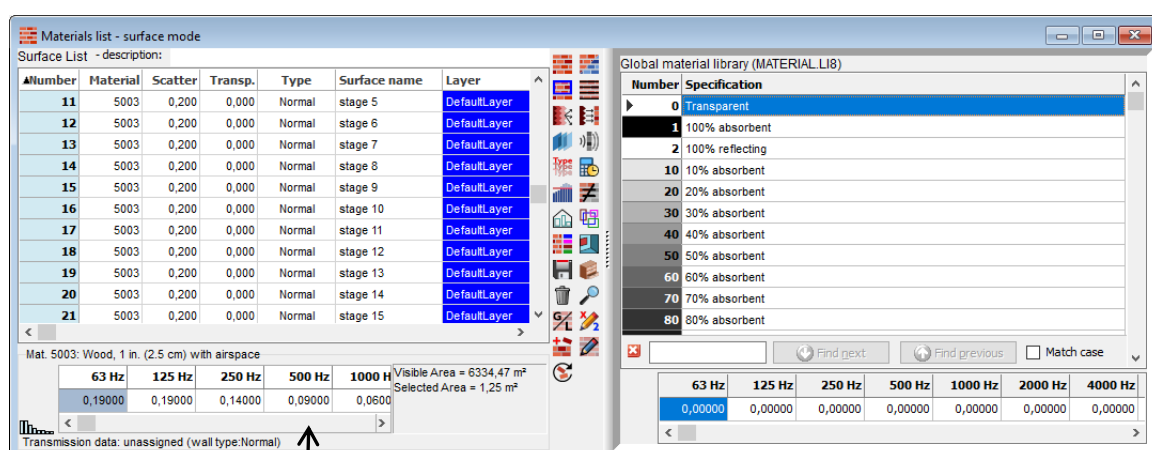 Materials list - surface mode
Surface List - description:
Number Material Scatter Transp. Type Surface name Layer
11 5003 0,200 0,000 Normal stage 5 DefaultLayer
12 5003 0,200 0,000 Normal stage 6 DefaultLayer
13 5003 0,200 0,000 Normal stage 7 DefaultLayer
14 5003 0,200 0,000 Normal stage 8 DefaultLayer
15 5003 0,200 0,000 Normal stage 9 DefaultLayer
16 5003 0,200 0,000 Normal stage 10 DefaultLayer
17 5003 0,200 0,000 Normal stage 11 DefaultLayer
18 5003 0,200 0,000 Normal stage 12 DefaultLayer
19 5003 0,200 0,000 Normal stage 13 DefaultLayer
20 5003 0,200 0,000 Normal stage 14 DefaultLayer
21 5003 0,200 0,000 Normal stage 15 DefaultLayer
Mat. 5003: Wood, 1 in. (2.5 cm) with airspace
63 Hz 125 Hz 250 Hz 500 Hz 1000 H
0,19000 0,19000 0,14000 0,09000 0,0600
Visible Area = 6334,47 m²
Selected Area = 1,25 m²
Transmission data: unassigned (wall type:Normal)
Type
G/L
Global material library (MATERIAL.LI8)
Number Specification
0 Transparent
1 100% absorbent
2 100% reflecting
10 10% absorbent
20 20% absorbent
30 30% absorbent
40 40% absorbent
50 50% absorbent
60 60% absorbent
70 70% absorbent
80 80% absorbent
Find next Find previous Match case
63 Hz 125 Hz 250 Hz 500 Hz 1000 Hz 2000 Hz 4000 Hz
0,00000 0,00000 0,00000 0,00000 0,00000 0,00000 0,00000